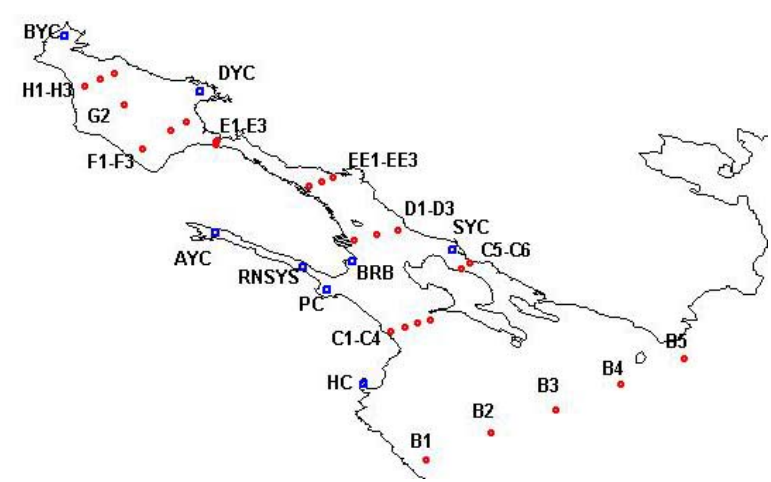 BYC
DYC
H1-H3
G2
E1-E3
F1-F3
EE1-EE3
D1-D3
SYC
C5-C6
AYC
RNSYS
BRB
PC
C1-C4
B5
HC
B4
B3
B2
B1